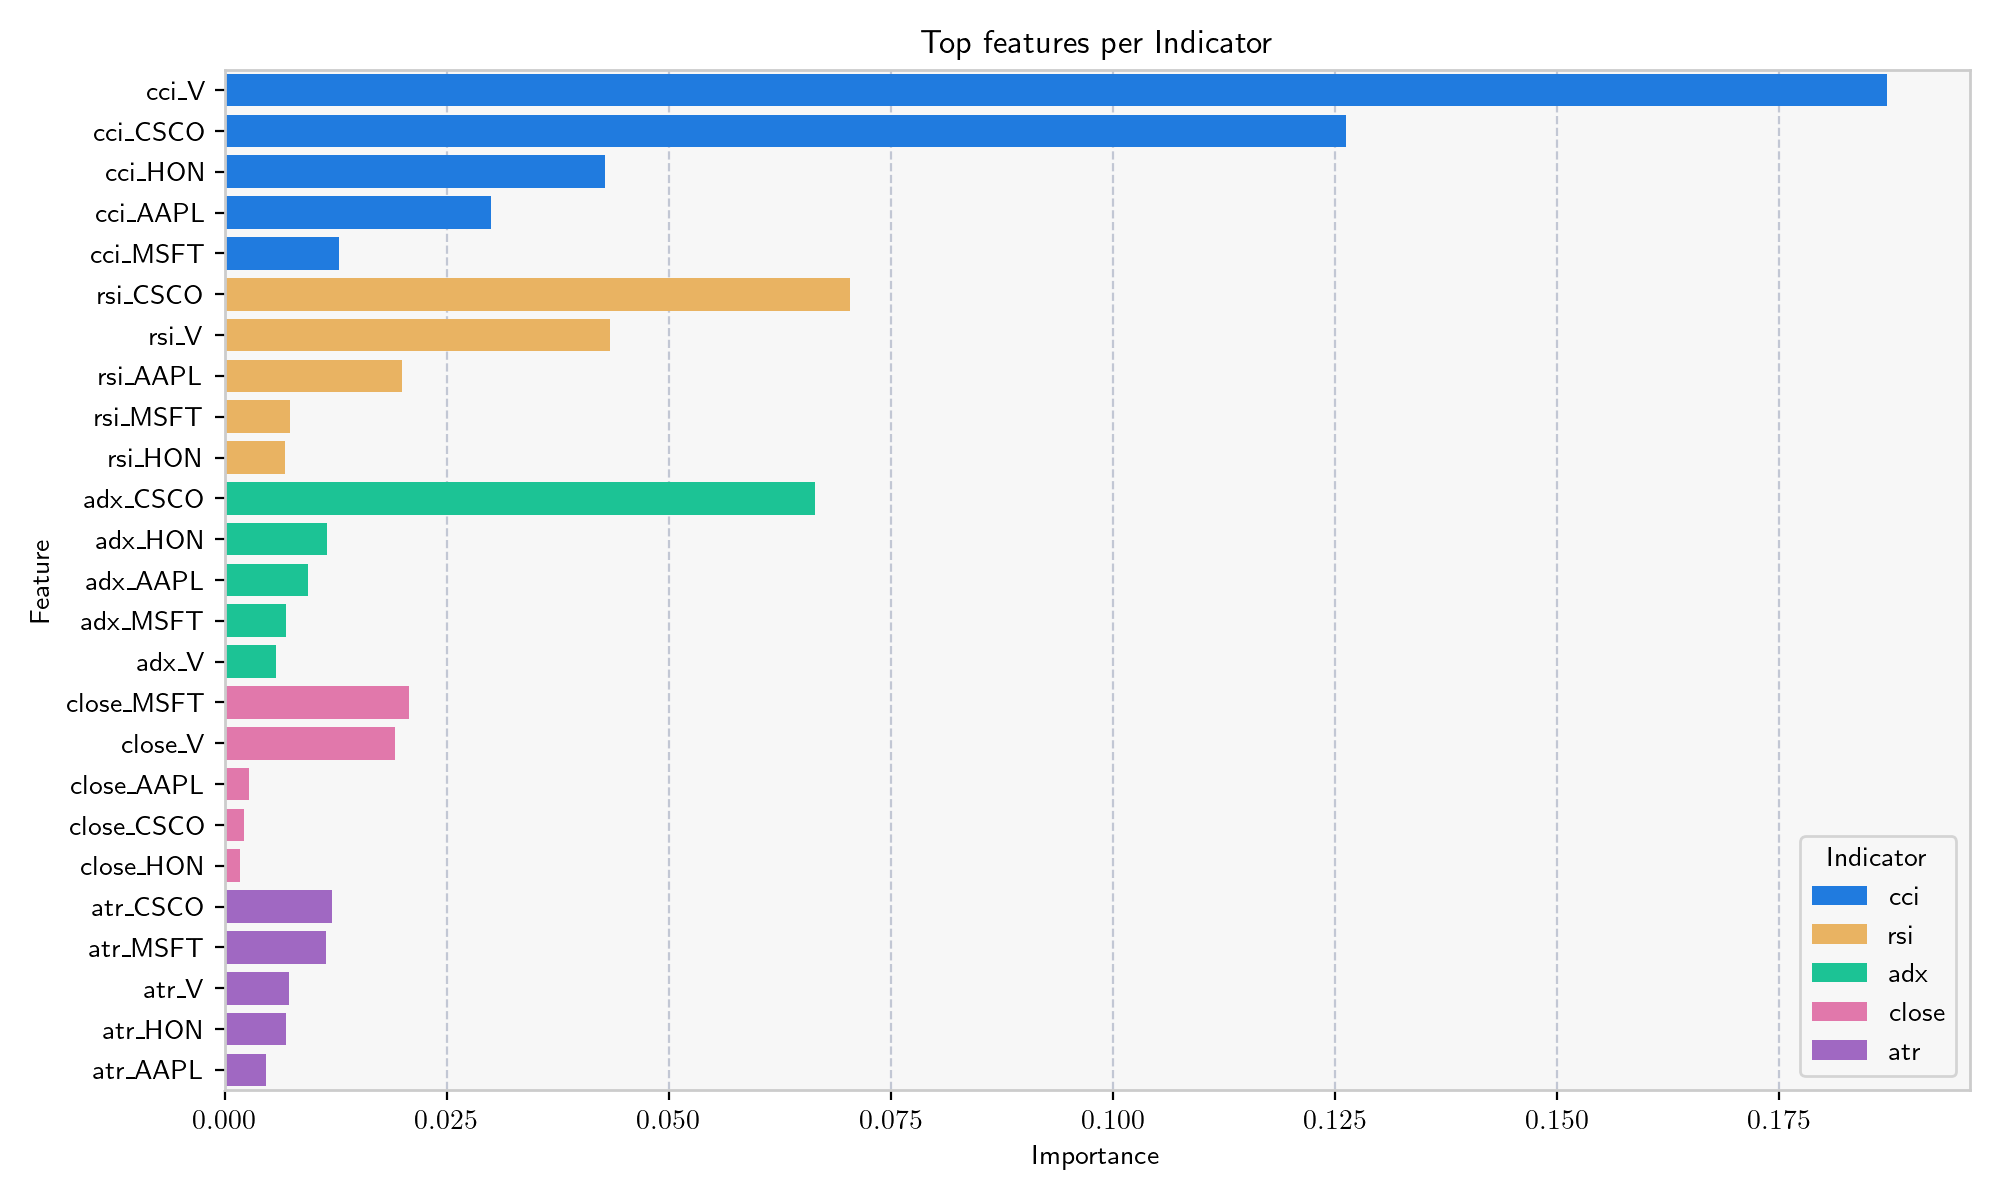 Top features per Indicator
cci_V
cci_CSCO
cci_HON
cci_AAPL
cci_MSFT
rsi_CSCO
rsi_V
rsi_AAPL
rsi_MSFT
rsi_HON
adx_CSCO
adx_HON
adx_AAPL
adx_MSFT
adx_V
close_MSFT
close_V
close_AAPL
close_CSCO
close_HON
atr_CSCO
atr_MSFT
atr_V
atr_HON
atr_AAPL
Feature
0.000 0.025 0.050 0.075 0.100 0.125 0.150 0.175
Importance
Indicator
cci
rsi
adx
close
atr